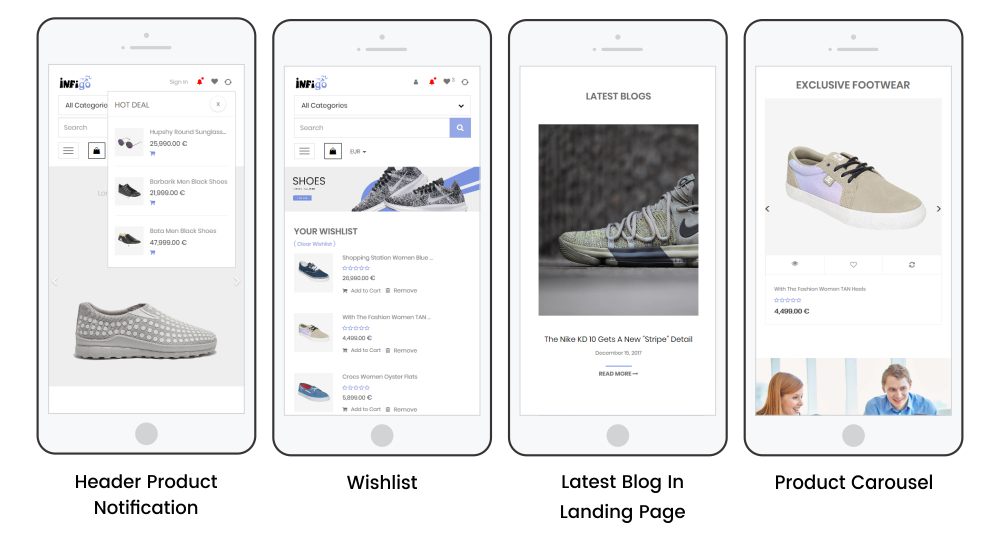 iNFigo
Sign In
All Categorie
HOT DEAL
x
Search
Hupshy Round Sunglass...
25,990.00 €
Barbarik Men Black Shoes
21,999.00 €
Bata Men Black Shoes
47,999.00 €
Header Product
Notification
iNFigo
3
All Categories
Search
EUR
SHOES
YOUR WISHLIST
( Clear Wishlist )
Shopping Station Women Blue ...
26,990.00 €
Add to Cart Remove
With The Fashion Women TAN ...
4,499.00 €
Add to Cart Remove
Crocs Women Oyster Flats
5,899.00 €
Add to Cart Remove
Wishlist
LATEST BLOGS
The Nike KD 10 Gets A New "Stripe" Detail
December 15, 2017
READ MORE
Latest Blog In
Landing Page
EXCLUSIVE FOOTWEAR
With The Fashion Women TAN Heels
4,499.00 €
Product Carousel